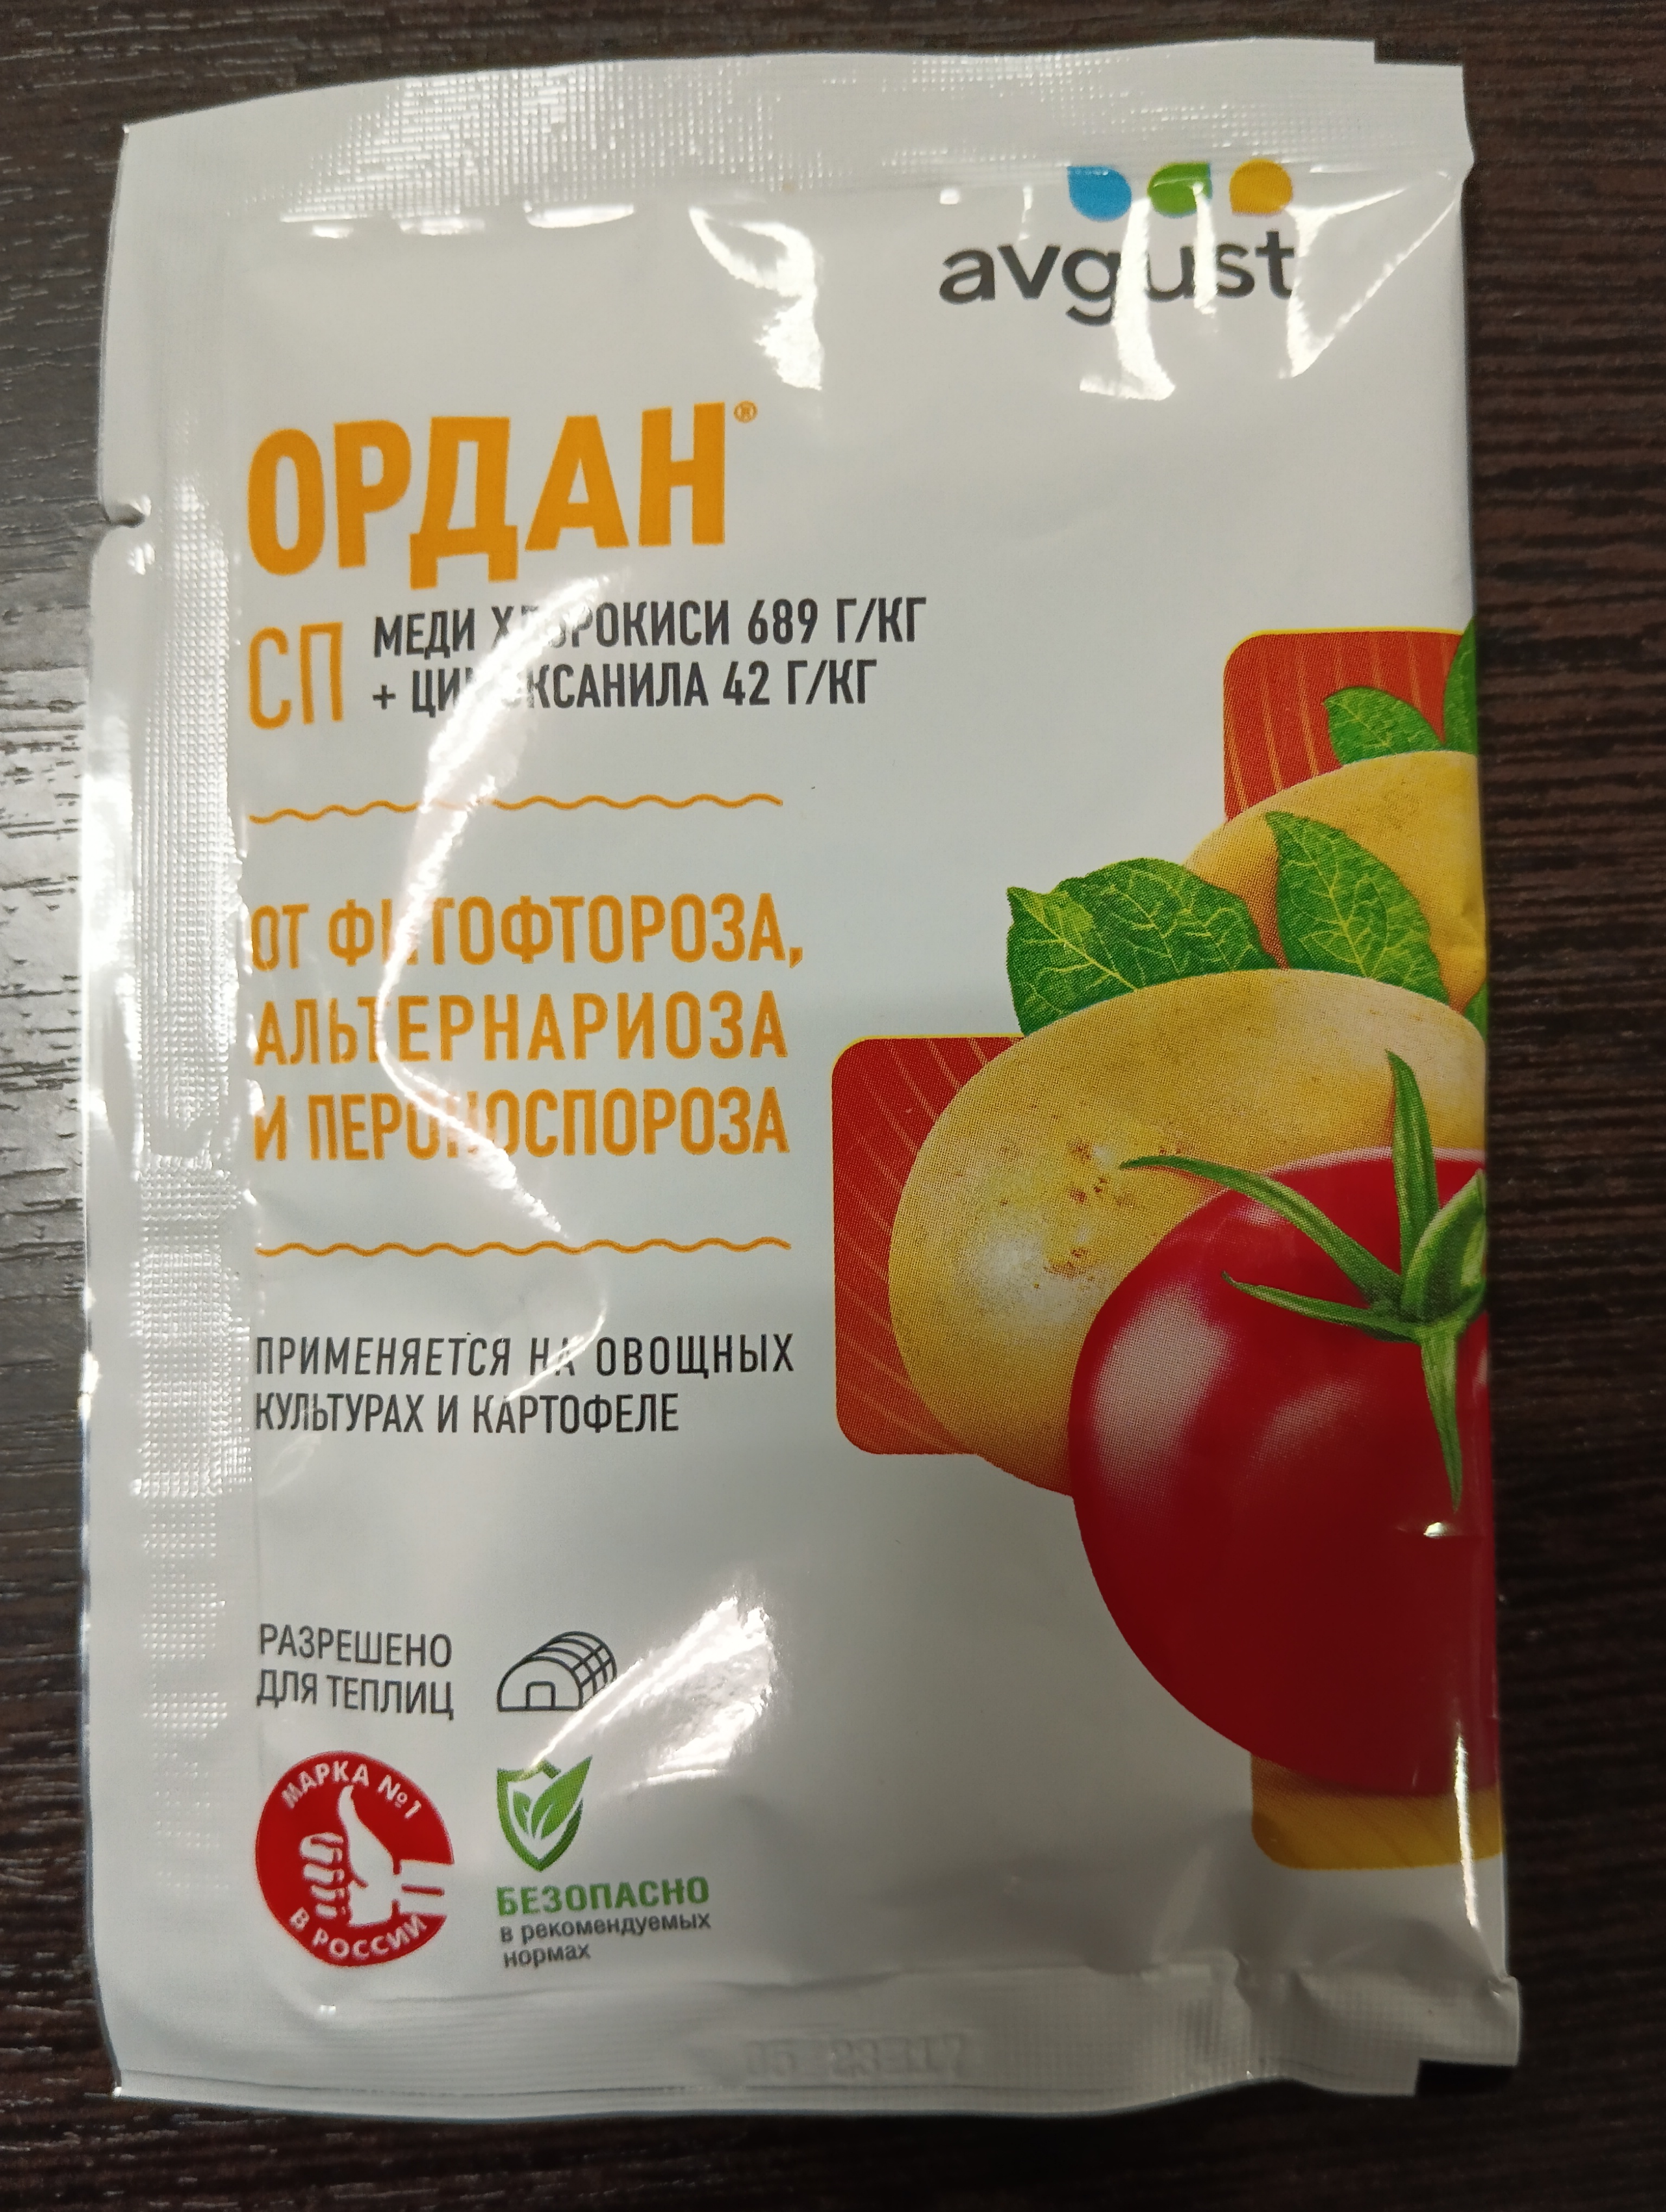 avgust
ОРДАН®
СП
МЕДИ ХЛОРОКИСИ 689 Г/КГ
+ ЦИМОКСАНИЛА 42 Г/КГ
ОТ ФИТОФТОРОЗА,
АЛЬТЕРНАРИОЗА
И ПЕРОНОСПОРОЗА
ПРИМЕНЯЕТСЯ НА ОВОЩНЫХ
КУЛЬТУРАХ И КАРТОФЕЛЕ
РАЗРЕШЕНО
ДЛЯ ТЕПЛИЦ
МАРКА №1
В РОССИИ
БЕЗОПАСНО
в рекомендуемых
нормах